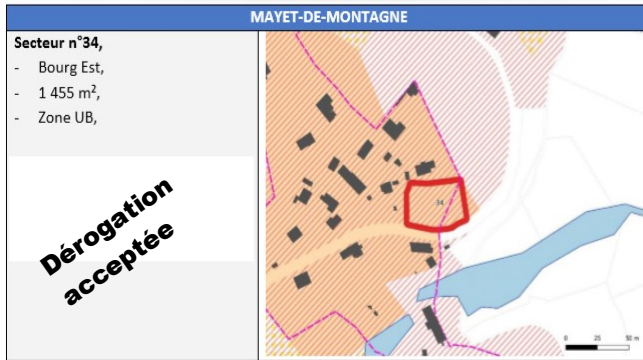 MAYET-DE-MONTAGNE
Secteur n°34,
- Bourg Est,
- 1 455 m²,
- Zone UB,
Dérogation
acceptée
34
0 25 50 m